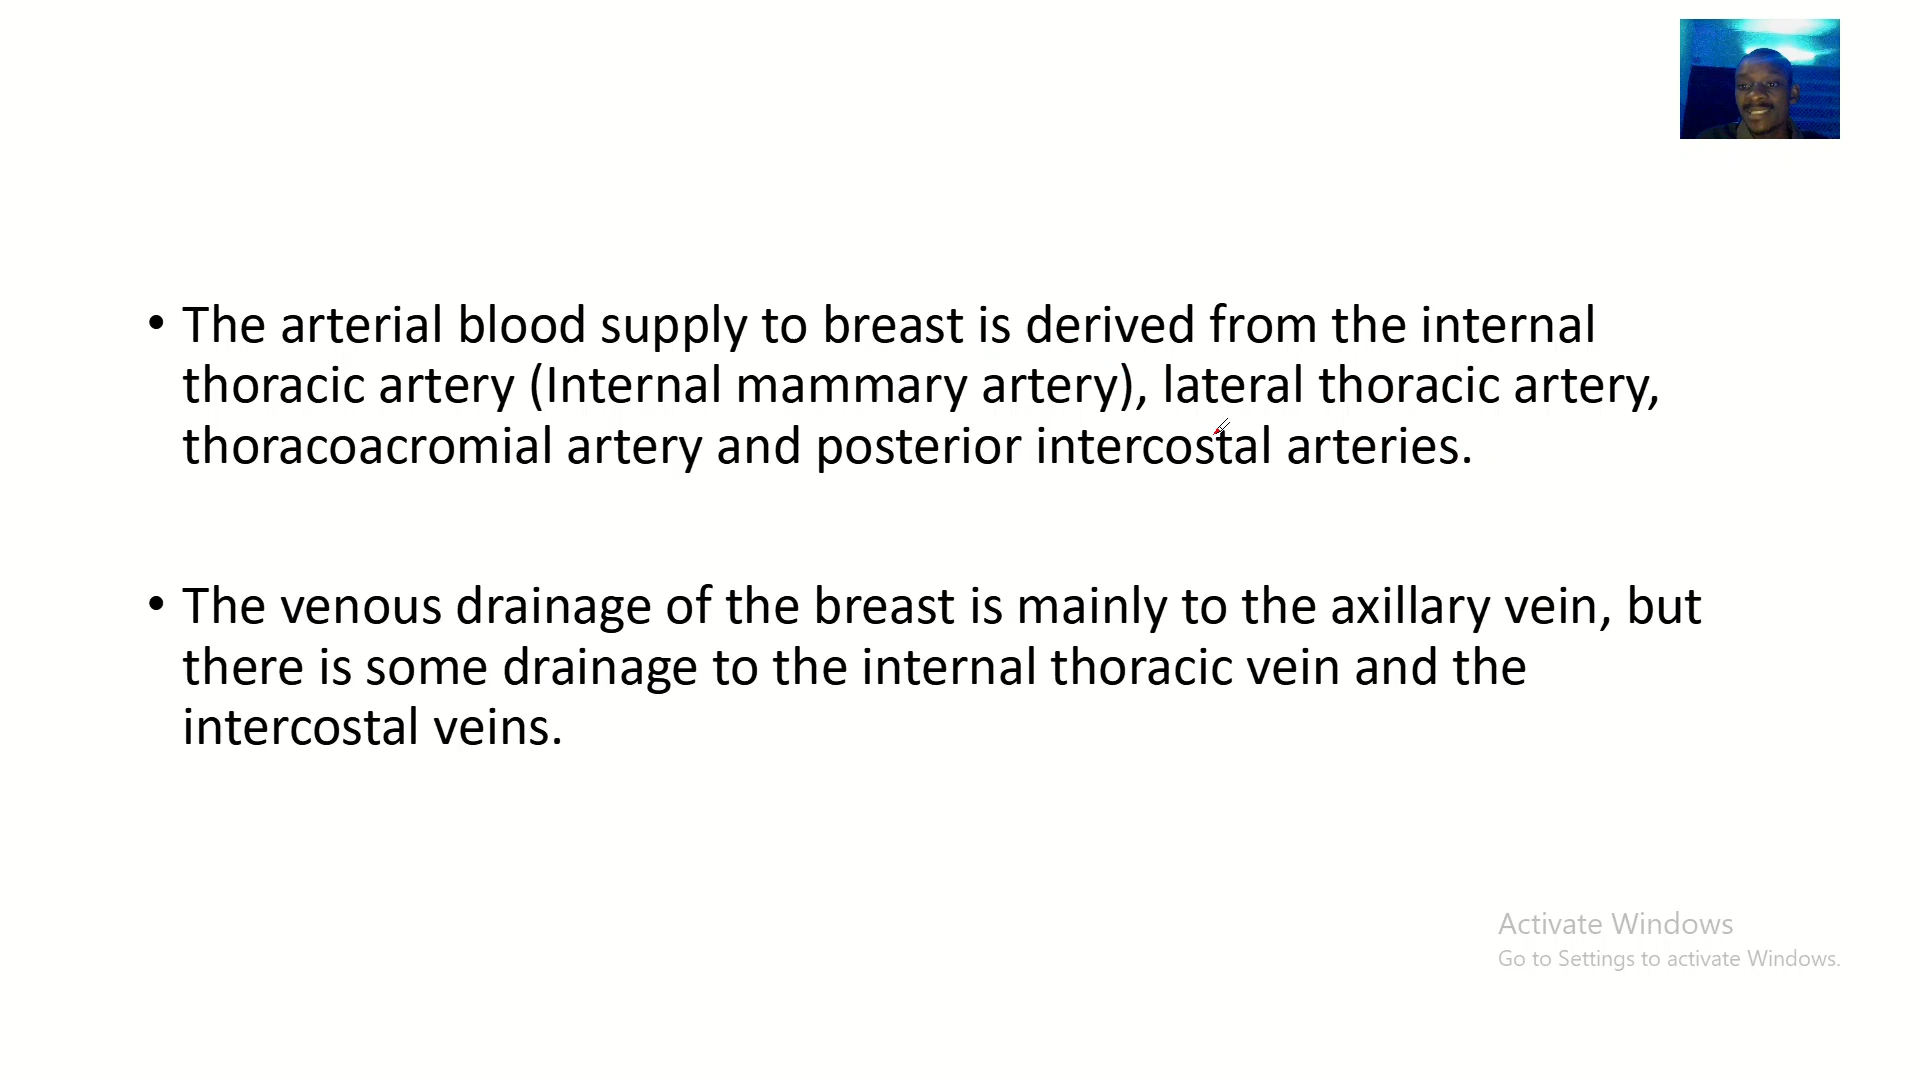 • The arterial blood supply to breast is derived from the internal
thoracic artery (Internal mammary artery), lateral thoracic artery,
thoracoacromial artery and posterior intercostal arteries.
• The venous drainage of the breast is mainly to the axillary vein, but
there is some drainage to the internal thoracic vein and the
intercostal veins.
Activate Windows
Go to Settings to activate Windows.